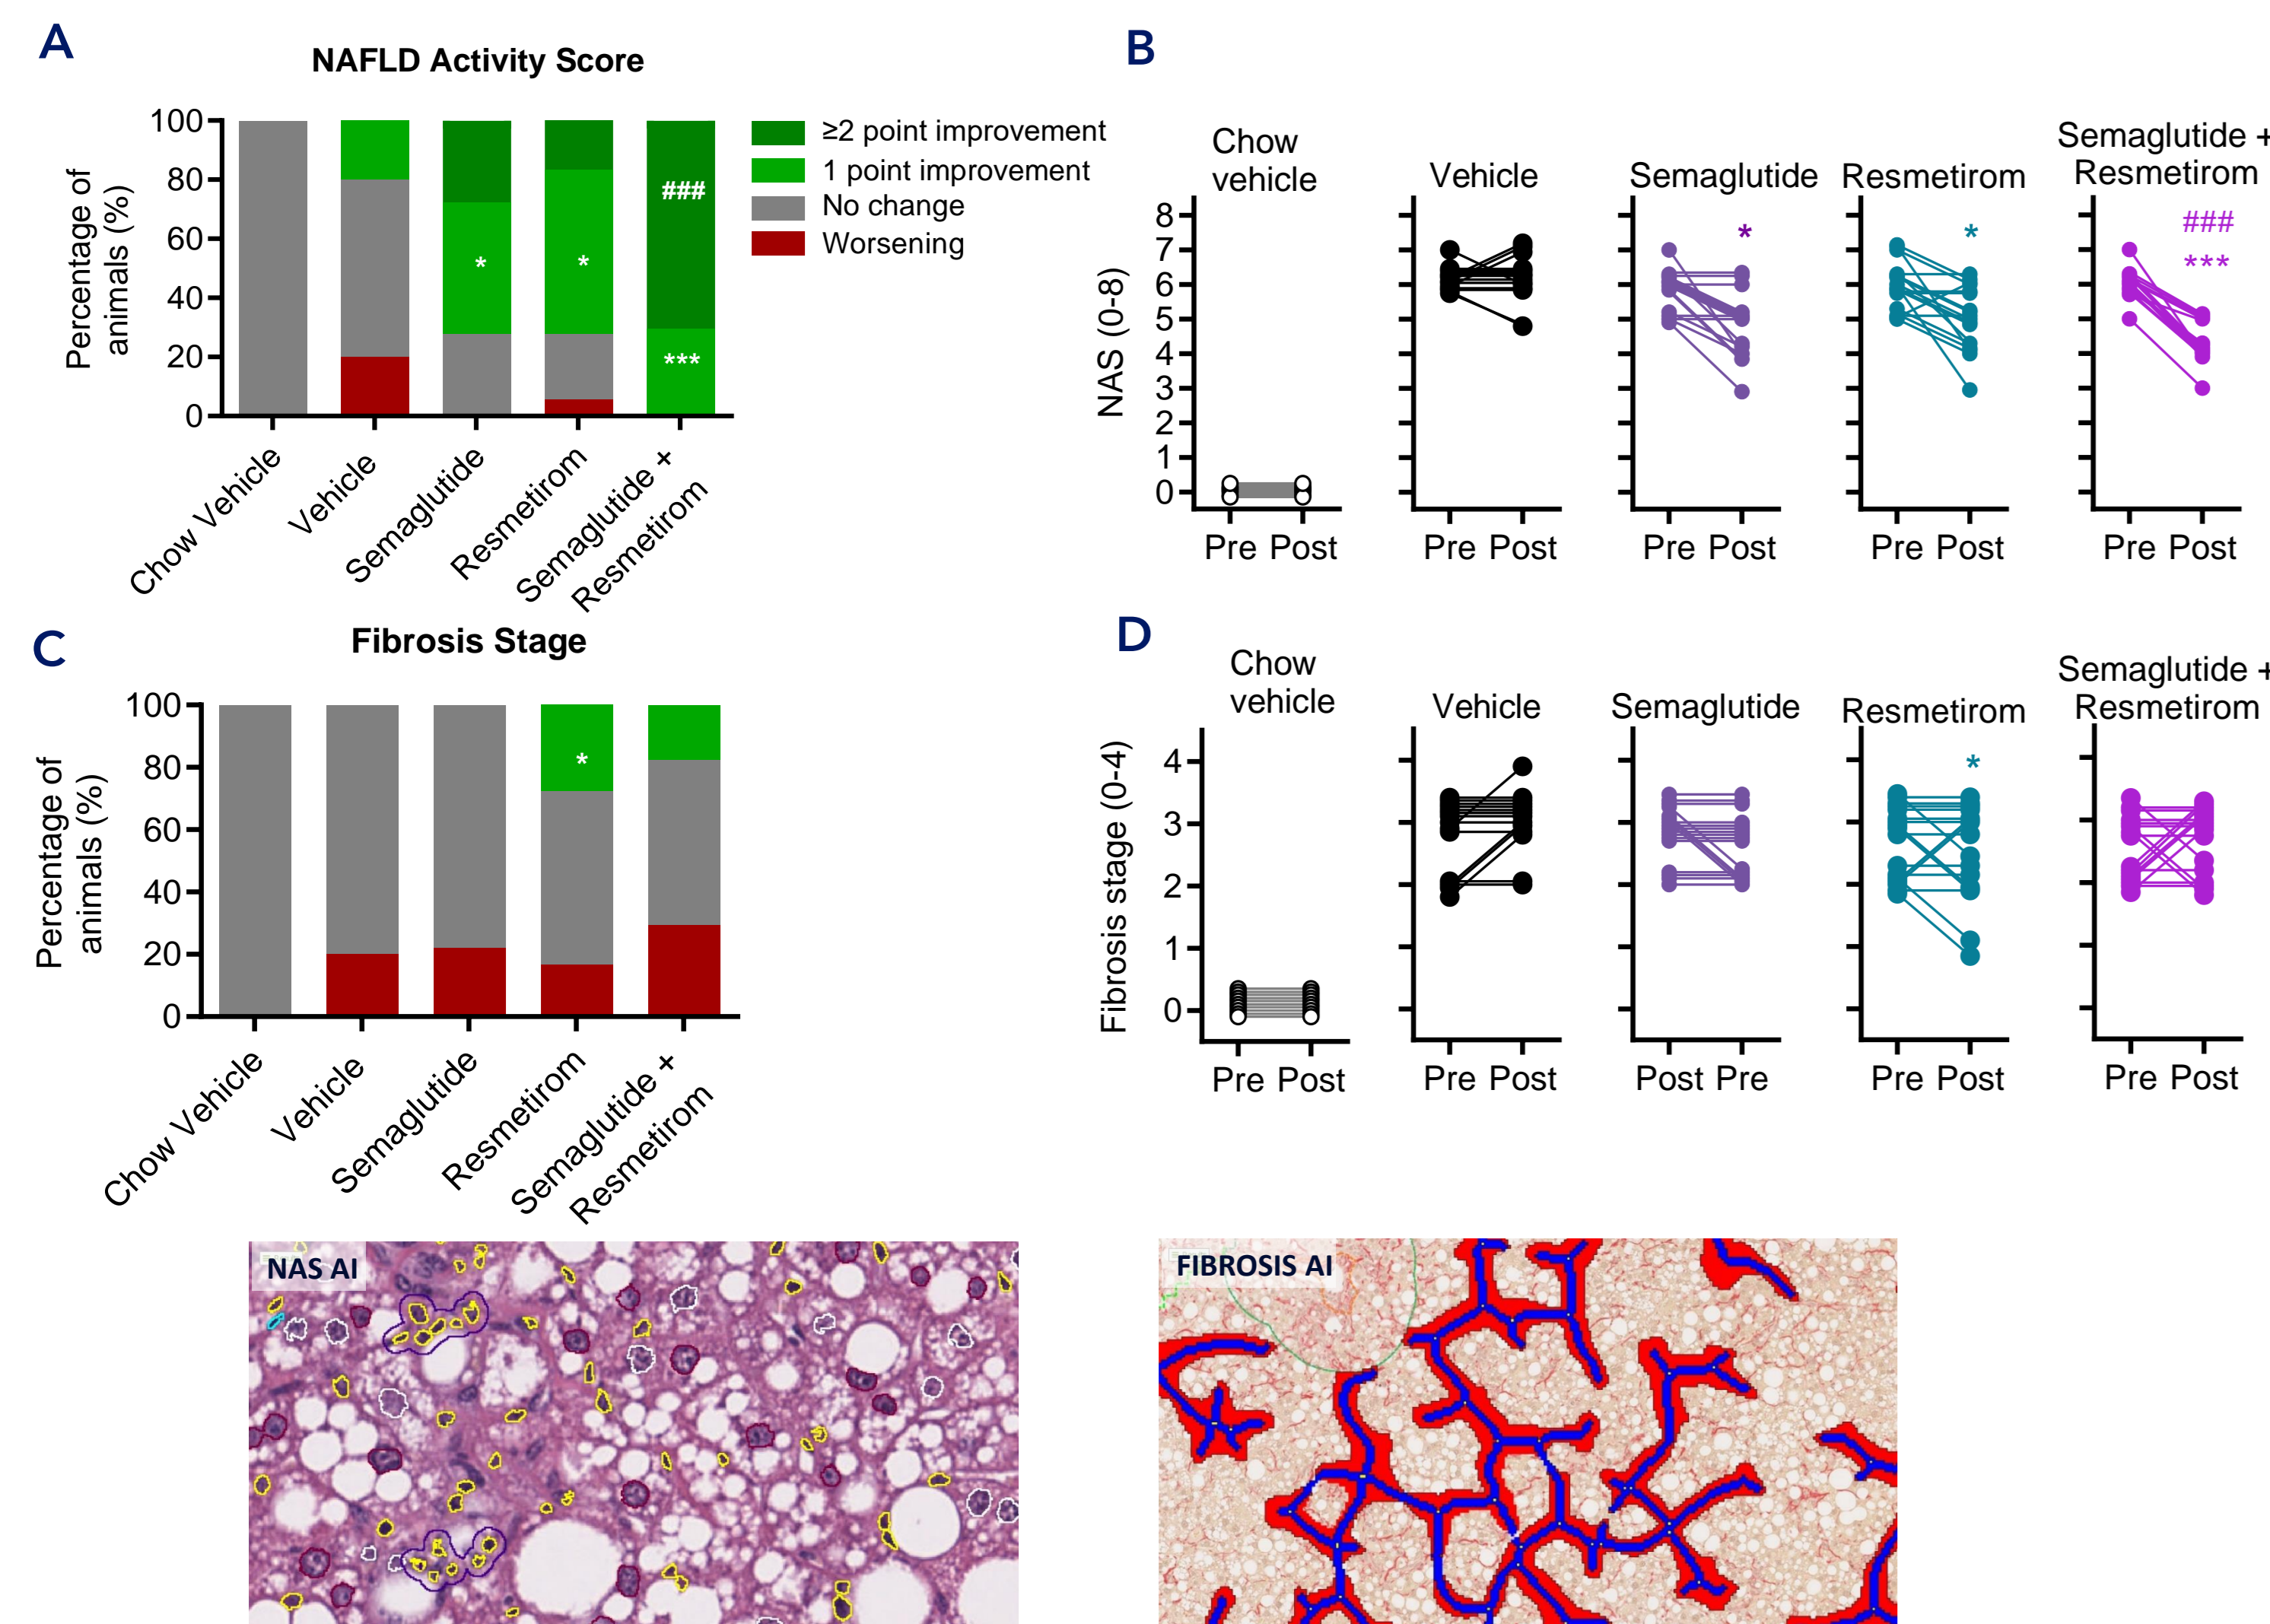 A
NAFLD Activity Score
Percentage of
animals (%)
100
80
60
40
20
0
*
*
###
***
≥2 point improvement
1 point improvement
No change
Worsening
Chow Vehicle
Vehicle
Semaglutide
Resmetirom
Semaglutide +
Resmetirom
B
NAS (0-8)
8
7
6
5
4
3
2
1
0
Chow
vehicle
Vehicle
Semaglutide
Resmetirom
Semaglutide +
Resmetirom
*
*
###
***
Pre Post
Pre Post
Pre Post
Pre Post
Pre Post
C
Fibrosis Stage
Percentage of
animals (%)
100
80
60
40
20
0
*
Chow Vehicle
Vehicle
Semaglutide
Resmetirom
Semaglutide +
Resmetirom
D
Fibrosis stage (0-4)
4
3
2
1
0
Chow
vehicle
Vehicle
Semaglutide
Resmetirom
Semaglutide +
Resmetirom
*
Pre Post
Pre Post
Post Pre
Pre Post
Pre Post
NAS AI
FIBROSIS AI